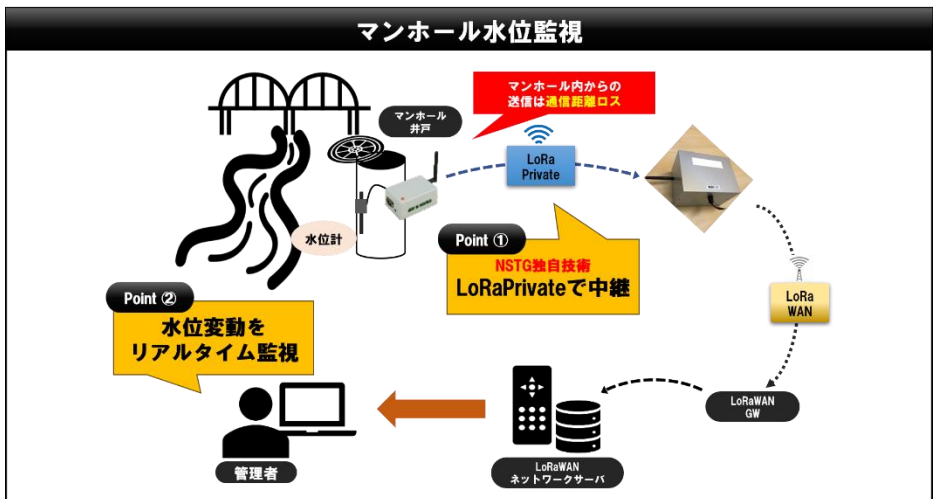 マンホール水位監視
マンホール内からの
送信は通信距離ロス
マンホール
井戸
LoRa
Private
水位計
Point ①
NSTG独自技術
LoRaPrivateで中継
LoRa
WAN
Point ②
水位変動を
リアルタイム監視
LoRaWAN
GW
管理者
LoRaWAN
ネットワークサーバ